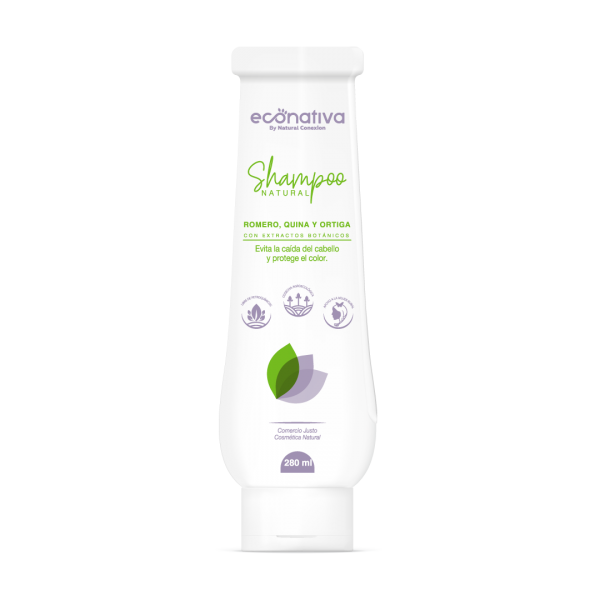 econativa
By Natural Conexion
Shampoo
NATURAL
ROMERO, QUINA Y ORTIGA
CON EXTRACTOS BOTÁNICOS
Evita la caída del cabello
y protege el color.
Comercio Justo
Cosmética Natural
280 ml